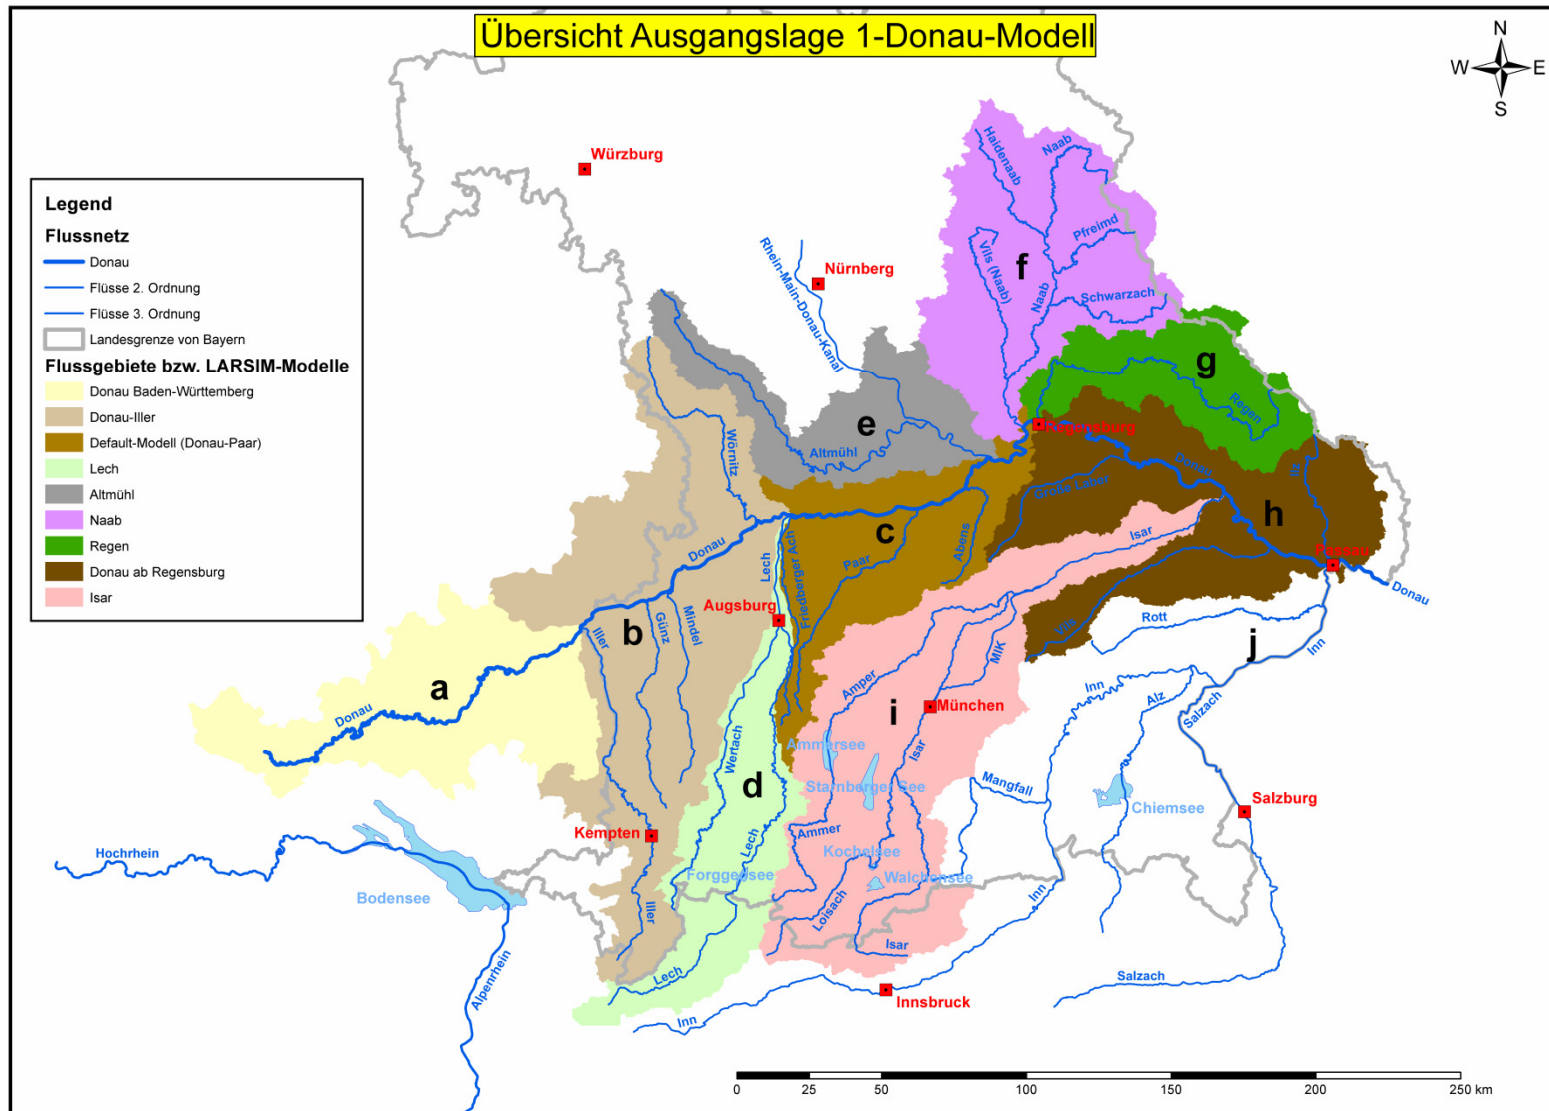 Übersicht Ausgangslage 1-Donau-Modell
N
W
E
S
Würzburg
Legend
Flussnetz
Donau
Flüsse 2. Ordnung
Flüsse 3. Ordnung
Landesgrenze von Bayern
Flussgebiete bzw. LARSIM-Modelle
Donau Baden-Württemberg
Donau-Iller
Default-Modell (Donau-Paar)
Lech
Altmühl
Naab
Regen
Donau ab Regensburg
Isar
Haidenaab
Naab
Pfreimd
Vils (Naab)
f
Naab
Schwarzach
Rhein-Main-Donau-Kanal
Nürnberg
g
Regen
e
Altmühl
Regensburg
Wörnitz
Donau
Große Laber
Ilz
h
c
Donau
Lech
Friedberger Ach
Paar
Abens
Isar
Passau
Donau
Augsburg
b
Iller
Günz
Mindel
Vils
Rott
j
Inn
MIK
Amper
a
Donau
i
München
Inn
Alz
Salzach
Wertach
Ammersee
Isar
d
Starnberger See
Mangfall
Chiemsee
Salzburg
Kempten
Lech
Ammer
Kochelsee
Hochrhein
Bodensee
Forggensee
Walchensee
Inn
Iller
Loisach
Isar
Lech
Alpenrhein
Salzach
Innsbruck
Inn
0 25 50 100 150 200 250 km